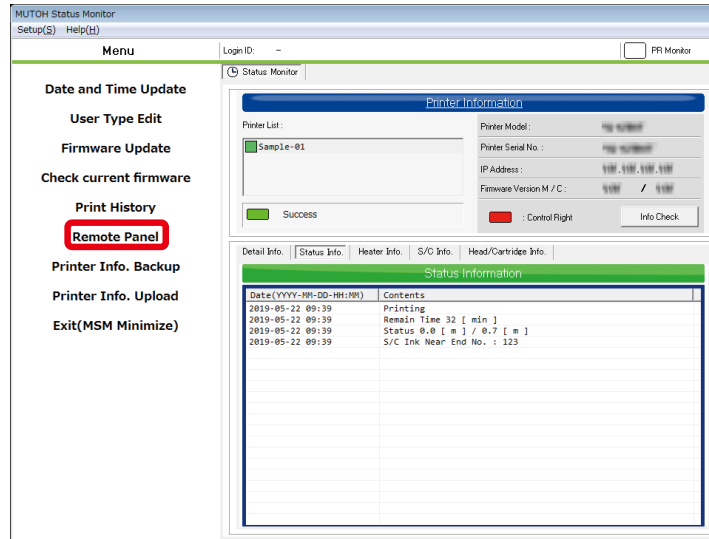 MUTOH Status Monitor
Setup(S) Help(H)
Menu
Login ID: –
PR Monitor
Status Monitor
Date and Time Update
User Type Edit
Firmware Update
Check current firmware
Print History
Remote Panel
Printer Info. Backup
Printer Info. Upload
Exit(MSM Minimize)
Printer Information
Printer List :
Sample-01
Success
Printer Model :
Printer Serial No. :
IP Address :
Firmware Version M / C : /
: Control Right
Info Check
Detail Info. Status Info. Heater Info. S/C Info. Head/Cartridge Info.
Status Information
Date(YYYY-MM-DD-HH:MM) Contents
2019-05-22 09:39 Printing
2019-05-22 09:39 Remain Time 32 [ min ]
2019-05-22 09:39 Status 0.0 [ m ] / 0.7 [ m ]
2019-05-22 09:39 S/C Ink Near End No. : 123